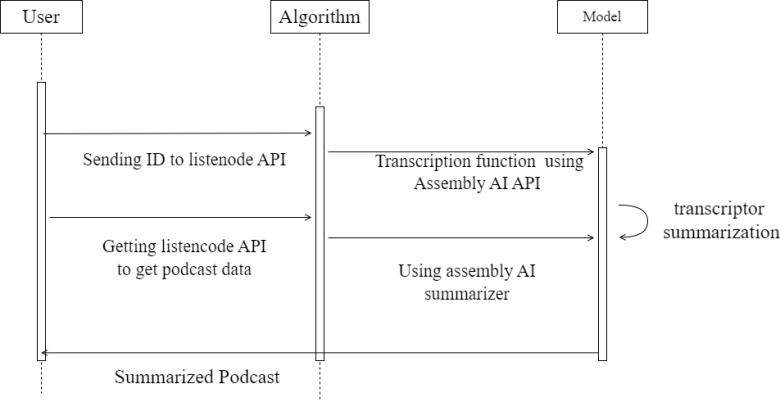 User
Algorithm
Model
Sending ID to listenode API
Transcription function using
Assembly AI API
transcriptor
summarization
Getting listencode API
to get podcast data
Using assembly AI
summarizer
Summarized Podcast